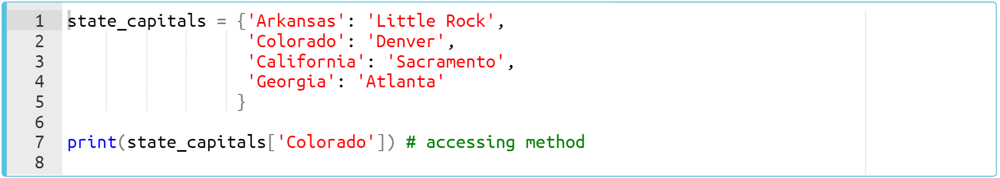 1 state_capitals = {'Arkansas': 'Little Rock',
2 'Colorado': 'Denver',
3 'California': 'Sacramento',
4 'Georgia': 'Atlanta'
5 }
6
7 print(state_capitals['Colorado']) # accessing method
8